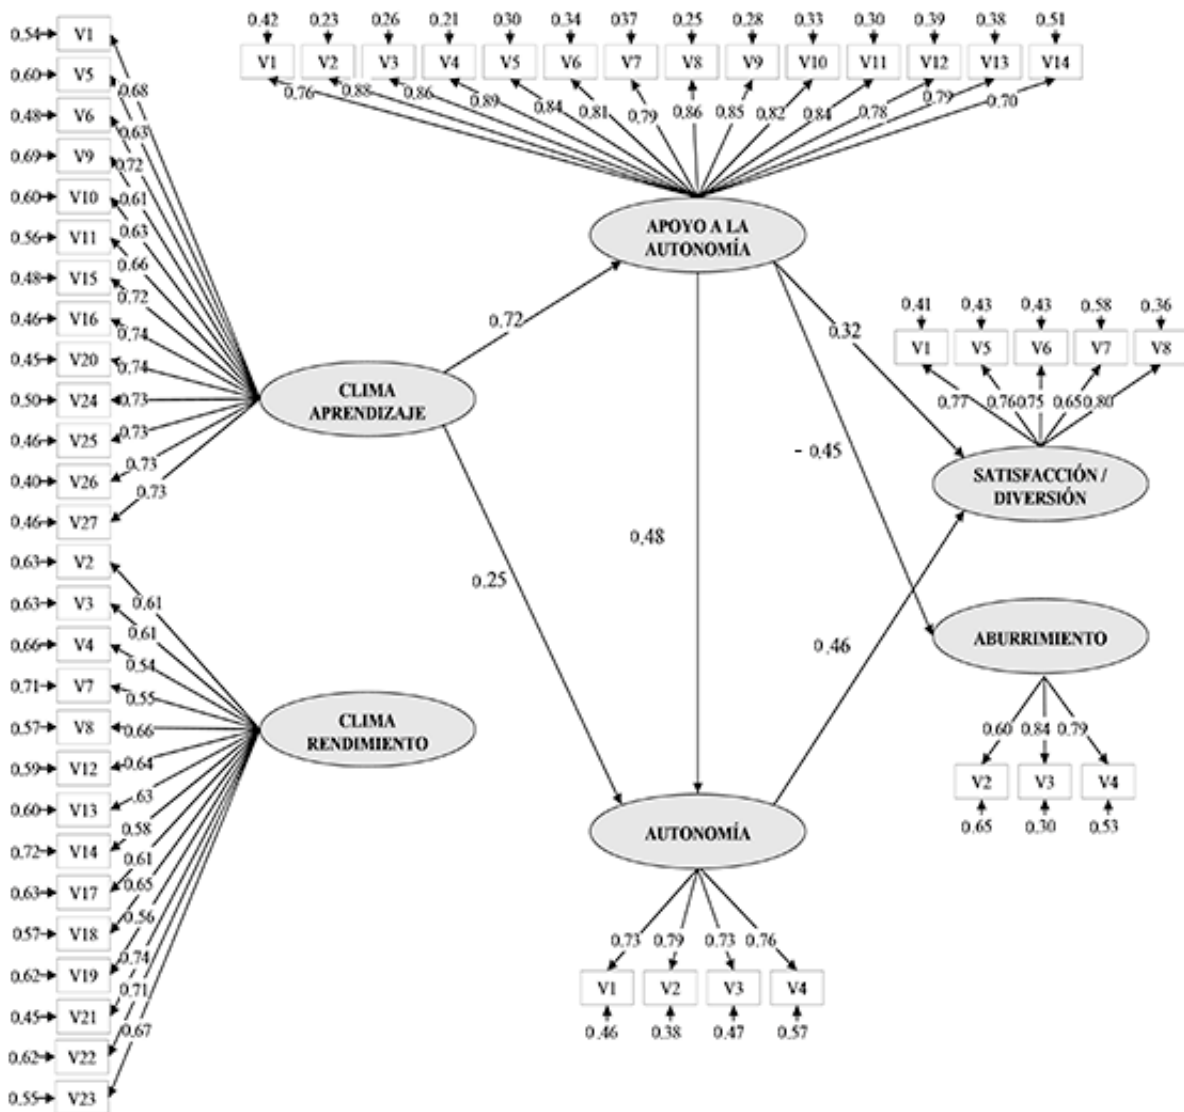 0.42 0.23 0.26 0.21 0.30 0.34 0.37 0.25 0.28 0.33 0.30 0.39 0.38 0.51
V1 V2 V3 V4 V5 V6 V7 V8 V9 V10 V11 V12 V13 V14
0.76 0.88 0.86 0.89 0.84 0.81 0.79 0.86 0.85 0.82 0.84 0.78 0.79 0.70
APOYO A LA
AUTONOMÍA
0.54 V1 0.68
0.60 V5 0.63
0.48 V6 0.72
0.69 V9 0.61
0.60 V10 0.63
0.56 V11 0.66
0.48 V15 0.72
0.46 V16 0.74
0.45 V20 0.74
0.50 V24 0.73
0.46 V25 0.73
0.40 V26 0.73
0.46 V27 0.73
CLIMA
APRENDIZAJE
0.72
0.25
0.48
0.32
- 0.45
0.46
0.41 0.43 0.43 0.58 0.36
V1 V5 V6 V7 V8
0.77 0.76 0.75 0.65 0.80
SATISFACCIÓN /
DIVERSIÓN
ABURRIMIENTO
0.60 0.84 0.79
V2 V3 V4
0.65 0.30 0.53
0.63 V2 0.61
0.63 V3 0.61
0.66 V4 0.54
0.71 V7 0.55
0.57 V8 0.66
0.59 V12 0.64
0.60 V13 0.63
0.72 V14 0.58
0.63 V17 0.61
0.57 V18 0.65
0.62 V19 0.56
0.45 V21 0.74
0.62 V22 0.71
0.55 V23 0.67
CLIMA
RENDIMIENTO
AUTONOMÍA
0.73 0.79 0.73 0.76
V1 V2 V3 V4
0.46 0.38 0.47 0.57